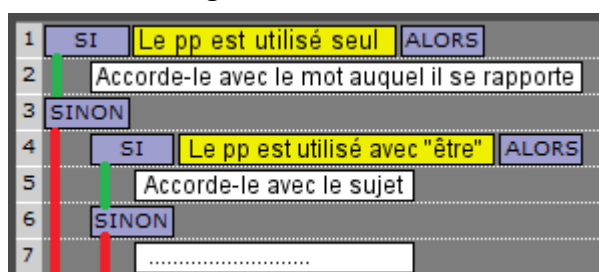 1 SI Le pp est utilisé seul ALORS
2 Accorde-le avec le mot auquel il se rapporte
3 SINON
4 SI Le pp est utilisé avec "être" ALORS
5 Accorde-le avec le sujet
6 SINON
7 ...........................